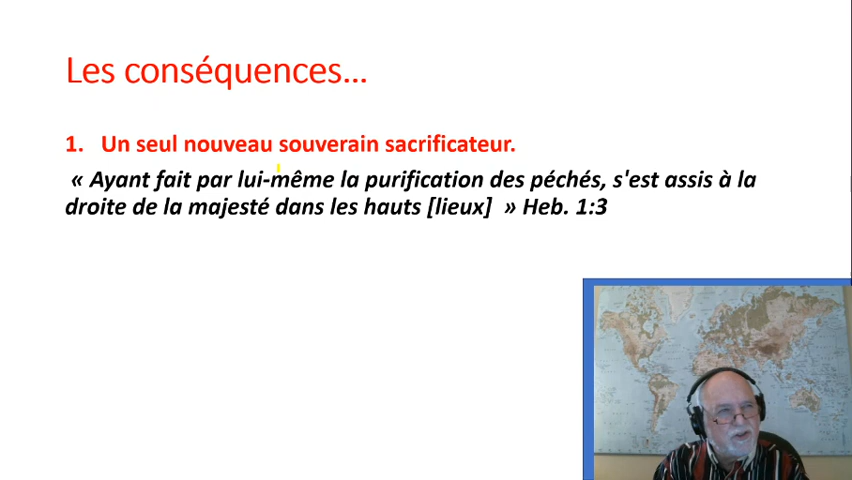 Les conséquences...
1. Un seul nouveau souverain sacrificateur.
« Ayant fait par lui-même la purification des péchés, s'est assis à la
droite de la majesté dans les hauts [lieux] » Heb. 1:3